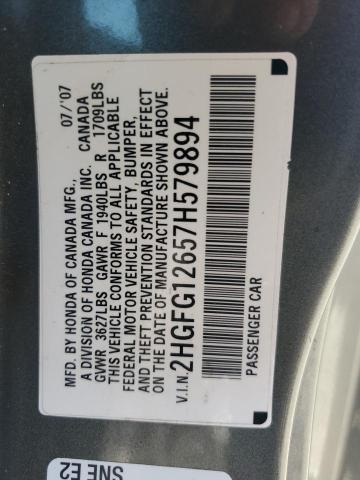 MFD. BY HONDA OF CANADA MFG., 07/'07
A DIVISION OF HONDA CANADA INC. CANADA
GVWR 3627LBS GAWR F 1940LBS R 1709LBS
THIS VEHICLE CONFORMS TO ALL APPLICABLE
FEDERAL MOTOR VEHICLE SAFETY, BUMPER,
AND THEFT PREVENTION STANDARDS IN EFFECT
ON THE DATE OF MANUFACTURE SHOWN ABOVE.
V.I.N. 2HGFG12657H579894
PASSENGER CAR
SNE E2